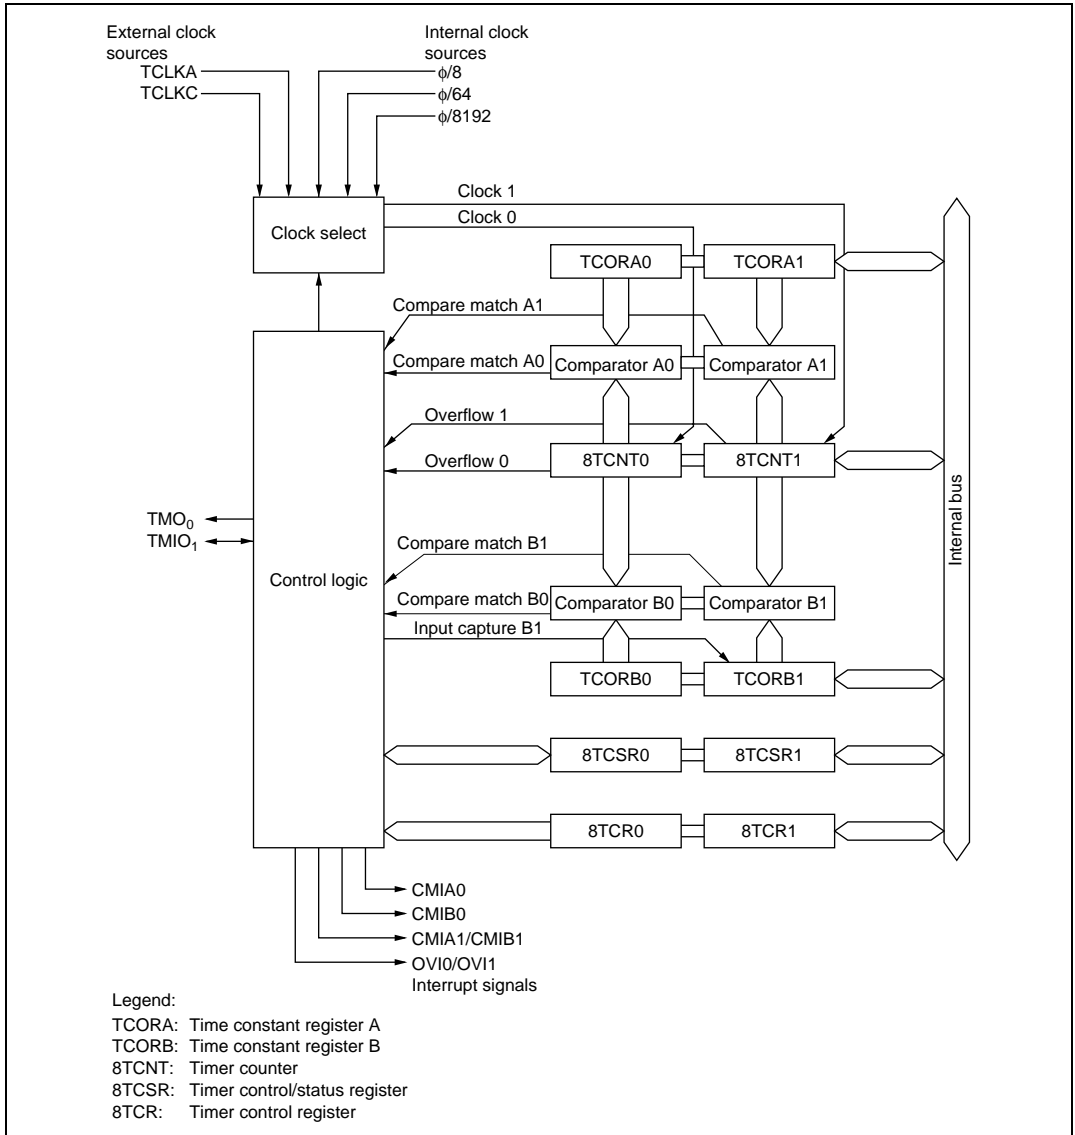 External clock
sources
Internal clock
sources
TCLKA
ϕ/8
TCLKC
ϕ/64
ϕ/8192
Clock 1
Clock 0
Clock select
TCORA0
TCORA1
Compare match A1
Compare match A0
Comparator A0
Comparator A1
Overflow 1
Overflow 0
8TCNT0
8TCNT1
Internal bus
TMO₀
TMIO₁
Compare match B1
Control logic
Compare match B0
Comparator B0
Comparator B1
Input capture B1
TCORB0
TCORB1
8TCSR0
8TCSR1
8TCR0
8TCR1
CMIA0
CMIB0
CMIA1/CMIB1
OVI0/OVI1
Interrupt signals
Legend:
TCORA: Time constant register A
TCORB: Time constant register B
8TCNT: Timer counter
8TCSR: Timer control/status register
8TCR: Timer control register